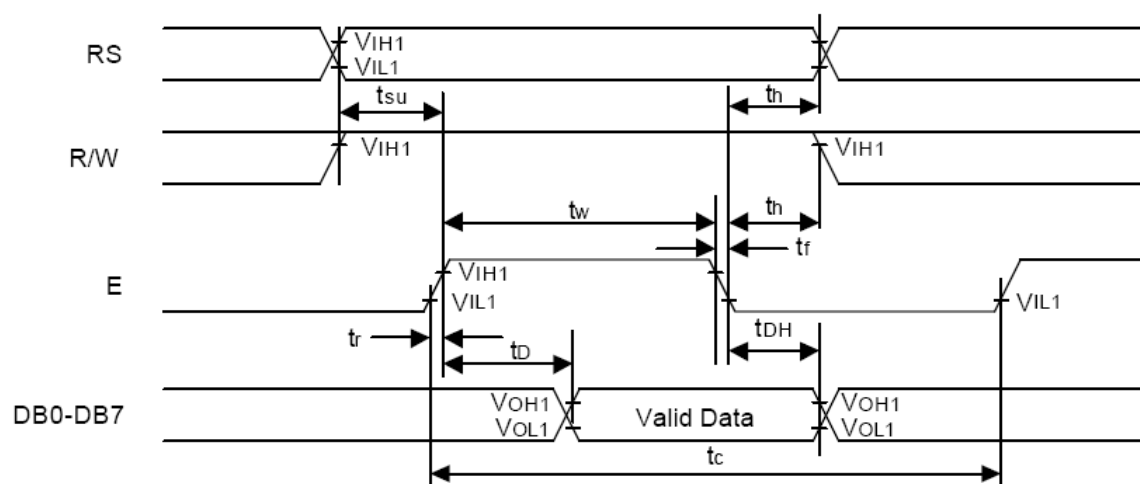 RS
VIH1
VIL1
tsu
th
R/W
VIH1
VIH1
tw
th
tf
E
VIH1
VIL1
VIL1
tr
tD
tDH
DB0-DB7
VOH1
VOL1
Valid Data
VOH1
VOL1
tc